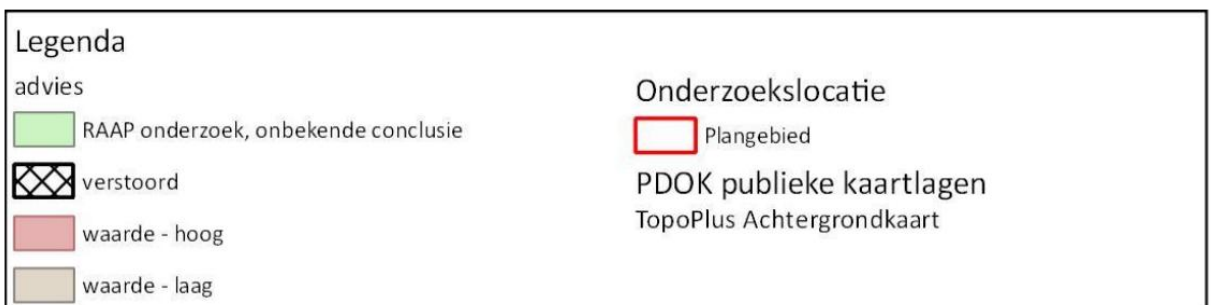 Legenda
advies
RAAP onderzoek, onbekende conclusie
verstoord
waarde - hoog
waarde - laag
Onderzoekslocatie
Plangebied
PDOK publieke kaartlagen
TopoPlus Achtergrondkaart